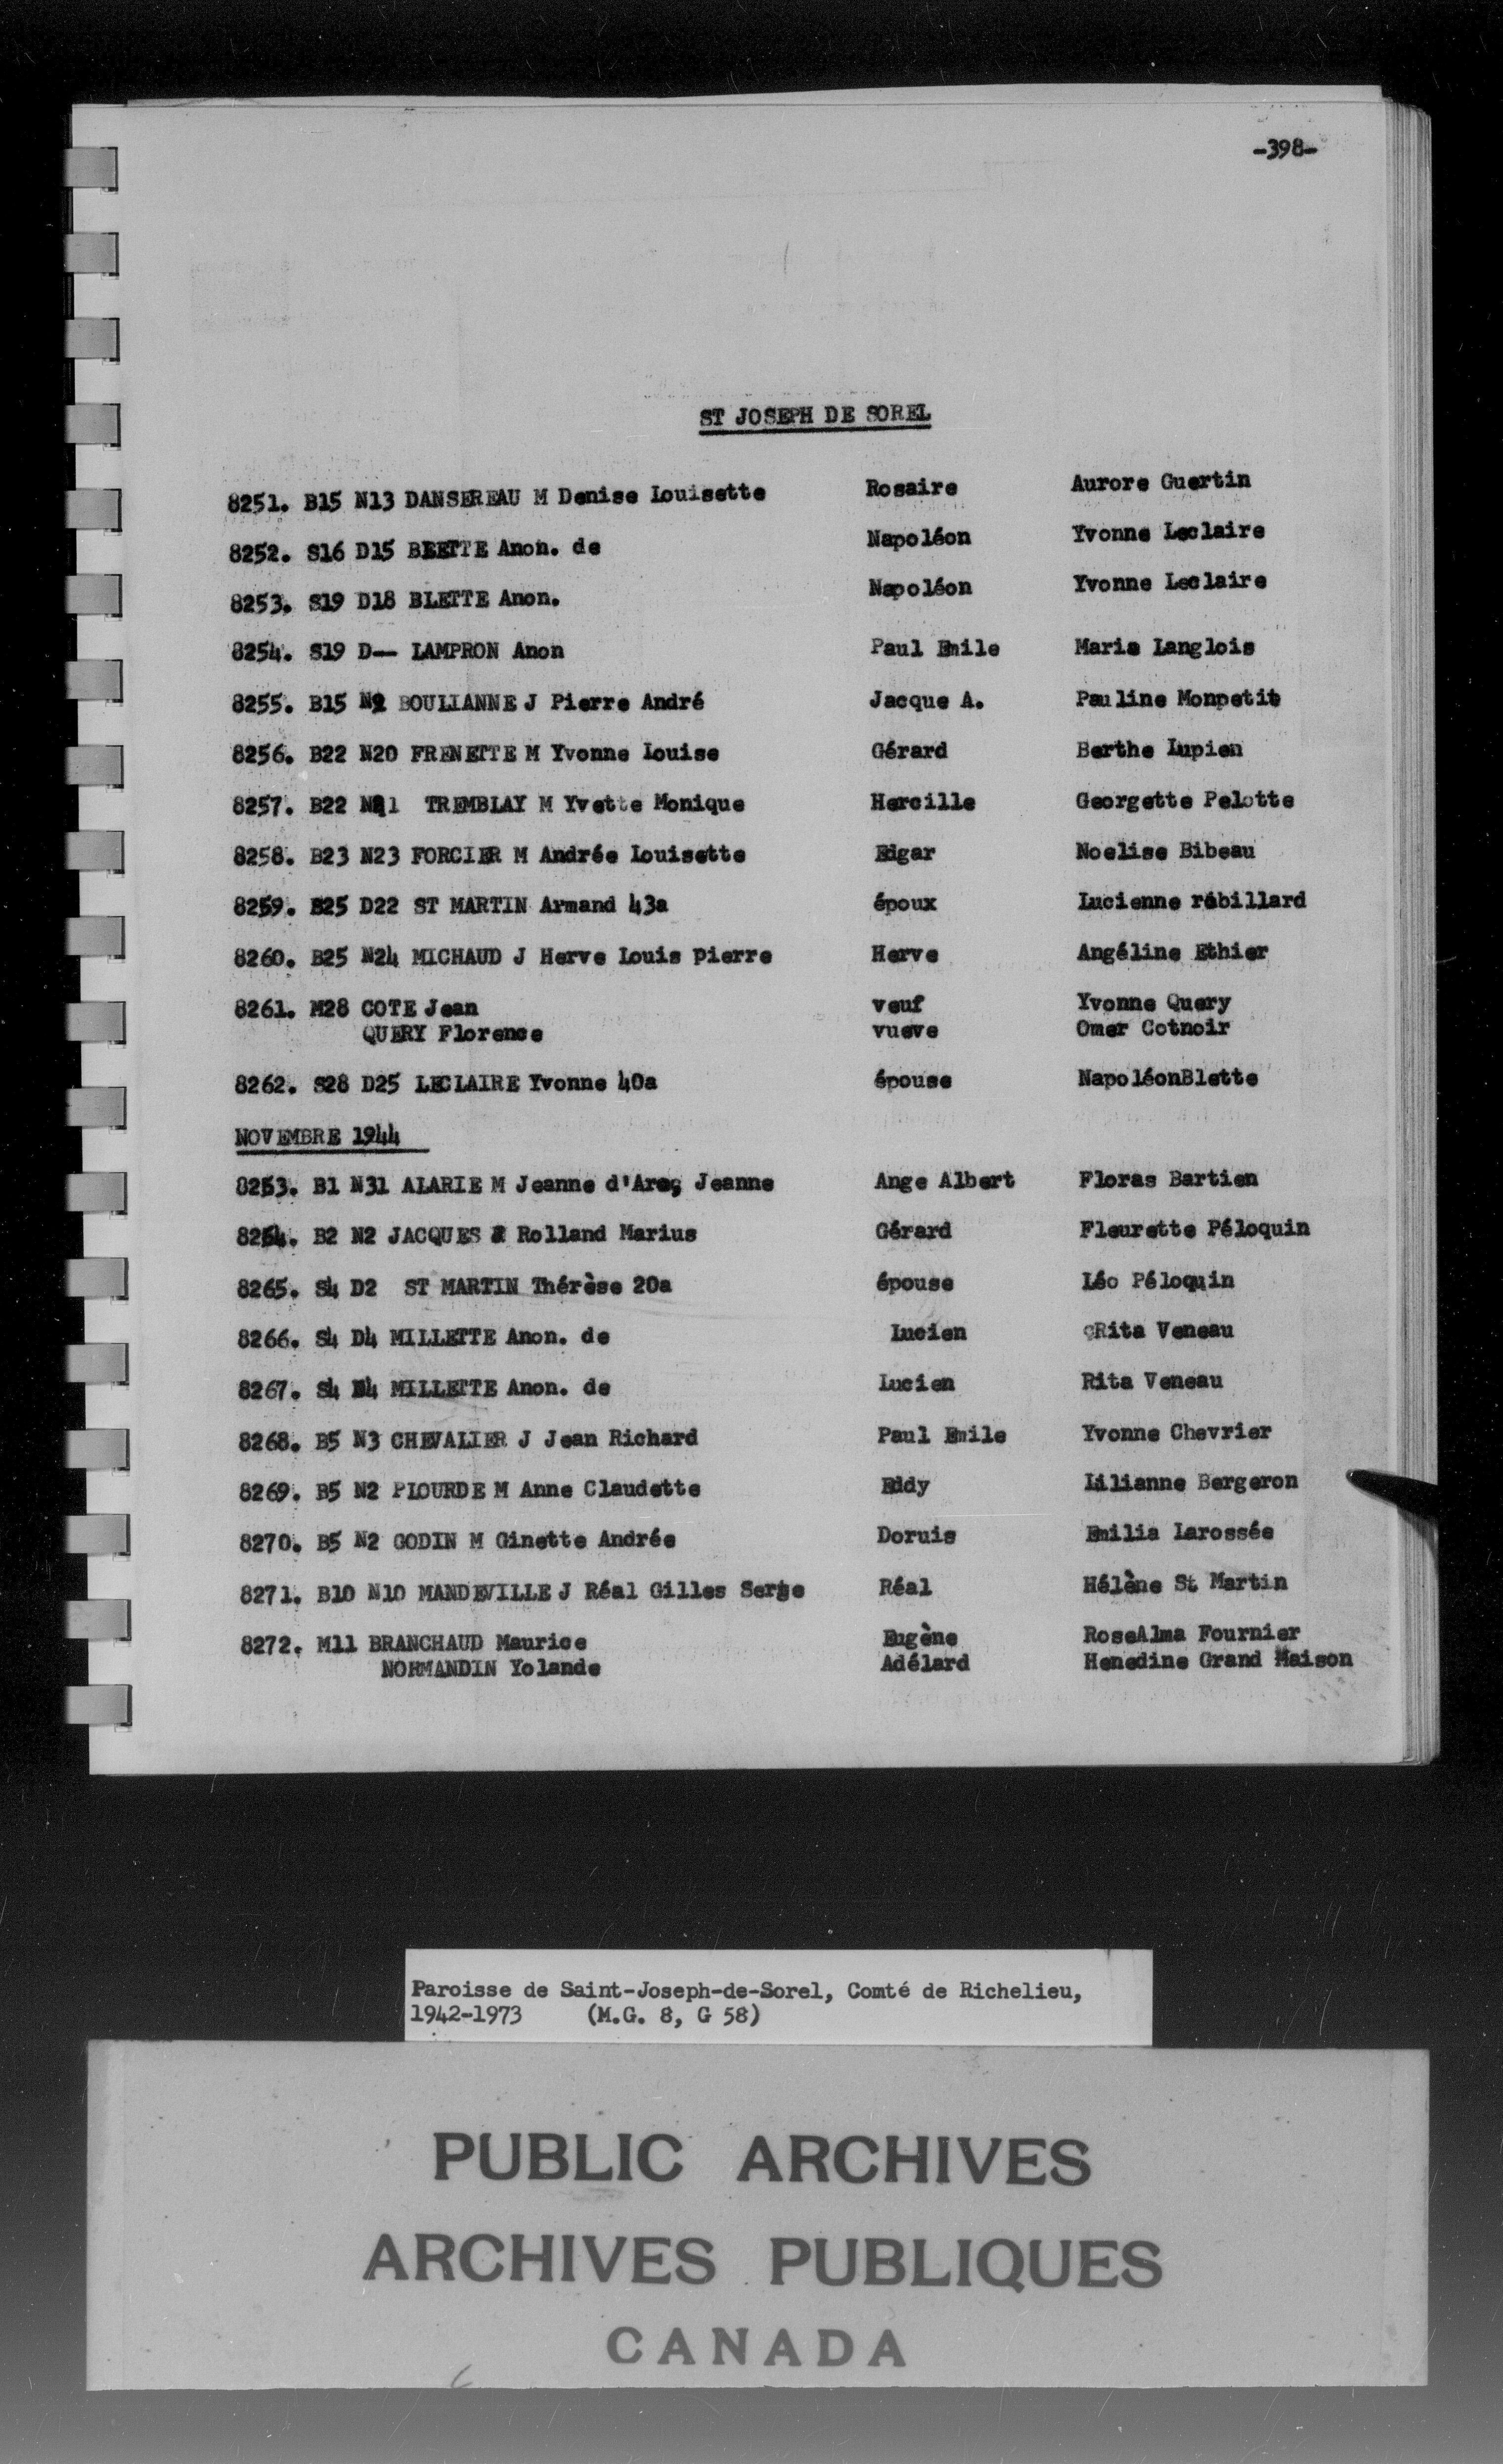 -398-
ST JOSEPH DE SOREL
8251. B15 N13 DANSEREAU M Denise Louisette Rosaire Aurore Guertin
8252. S16 D15 BLETTE Anon. de Napoléon Yvonne Leclaire
8253. S19 D18 BLETTE Anon. Napoléon Yvonne Leclaire
8254. S19 D-- LAMPRON Anon Paul Emile Marie Langlois
8255. B15 BOULIANNE J Pierre André Jacque A. Pauline Monpetit
8256. B22 N20 FRENETTE M Yvonne Louise Gérard Berthe Lupien
8257. B22 TREMBLAY M Yvette Monique Hercille Georgette Pelotte
8258. B23 N23 FORCIER M Andrée Louisette Edgar Noelise Bibeau
8259. D22 ST MARTIN Armand 43a époux Lucienne
8260. B25 N24 MICHAUD J Herve Louis pierre Herve Angéline Ethier
8261. M28 COTE Jean veuf Yvonne Query
QUERY Florence vueve Omer Cotnoir
8262. S28 D25 LECLAIRE Yvonne 40a épouse NapoléonBlette
NOVEMBRE 1944
8263. B1 N31 ALARIE M Jeanne d'Arc, Jeanne Ange Albert Floras Bartien
8264. B2 N2 JACQUES Rolland Marius Gérard Fleurette Péloquin
8265. S4 D2 ST MARTIN Thérèse 20a épouse Léo Péloquin
8266. S4 D4 MILLETTE Anon. de Lucien Rita Veneau
8267. S4 D4 MILLETTE Anon. de Lucien Rita Veneau
8268. B5 N3 CHEVALIER J Jean Richard Paul Emile Yvonne Chevrier
8269. B5 N2 PLOURDE M Anne Claudette Eddy Lilianne Bergeron
8270. B5 N2 GODIN M Ginette Andrée Doruis Emilia Larossée
8271. B10 N10 MANDEVILLE J Réal Gilles Serge Réal Hélène St Martin
8272. M11 BRANCHAUD Maurice Eugène RoseAlma Fournier
NORMANDIN Yolande Adélard Henedine Grand Maison
Paroisse de Saint-Joseph-de-Sorel, Comté de Richelieu,
1942-1973 (M.G. 8, G 58)
PUBLIC ARCHIVES
ARCHIVES PUBLIQUES
CANADA